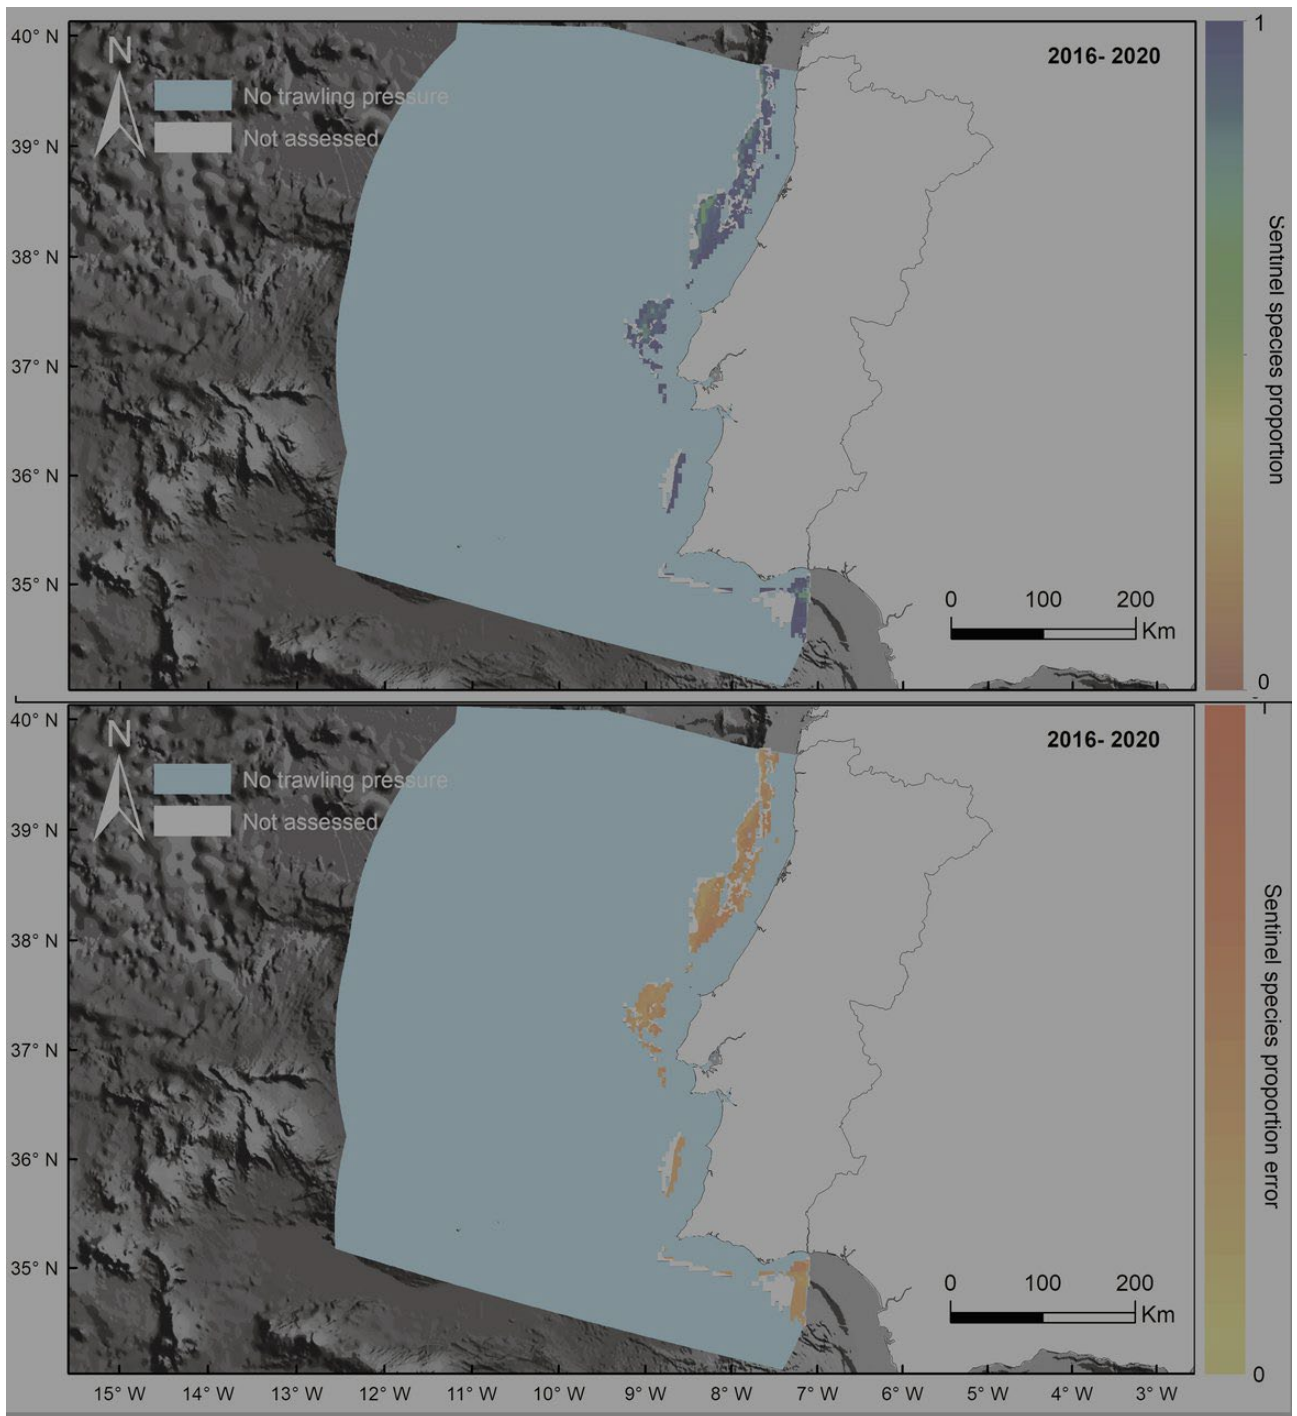 40° N
39° N
38° N
37° N
36° N
35° N
N
No trawling pressure
Not assessed
2016- 2020
0 100 200
Km
1
Sentinel species proportion
0
40° N
39° N
38° N
37° N
36° N
35° N
N
No trawling pressure
Not assessed
2016- 2020
0 100 200
Km
Sentinel species proportion error
0
15° W 14° W 13° W 12° W 11° W 10° W 9° W 8° W 7° W 6° W 5° W 4° W 3° W